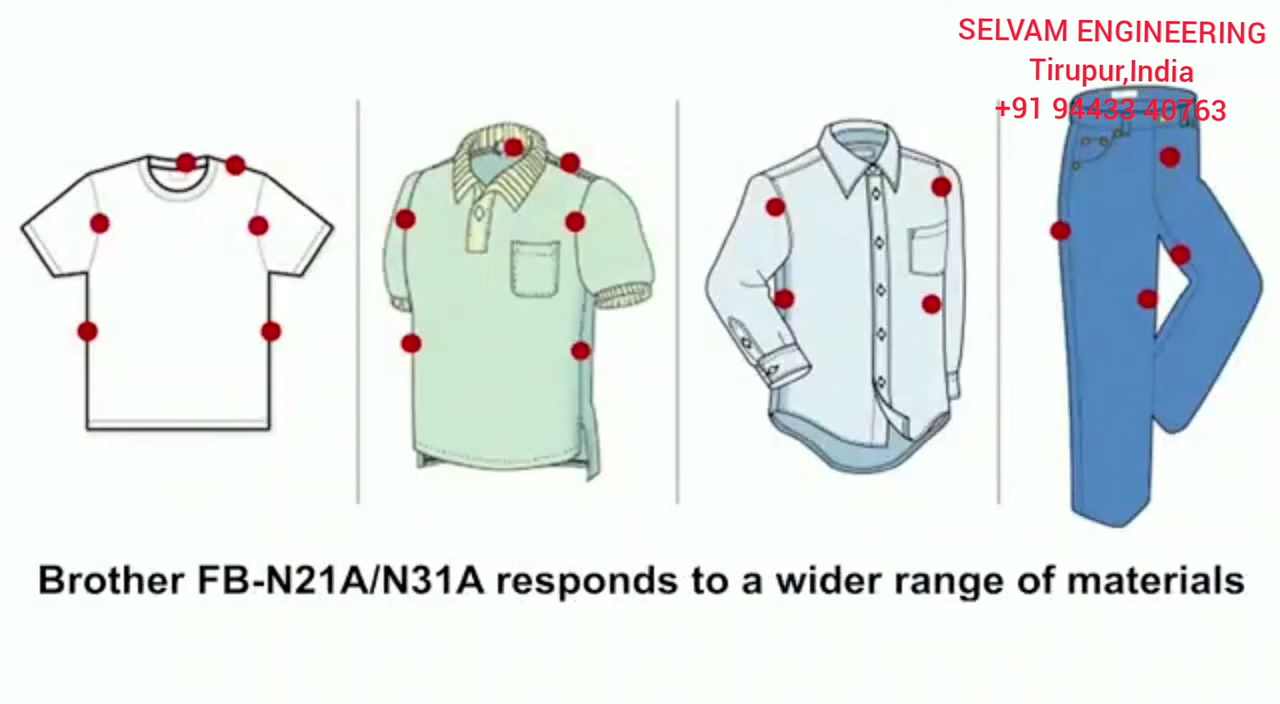 SELVAM ENGINEERING
Tirupur,India
+91 94433 40763
Brother FB-N21A/N31A responds to a wider range of materials